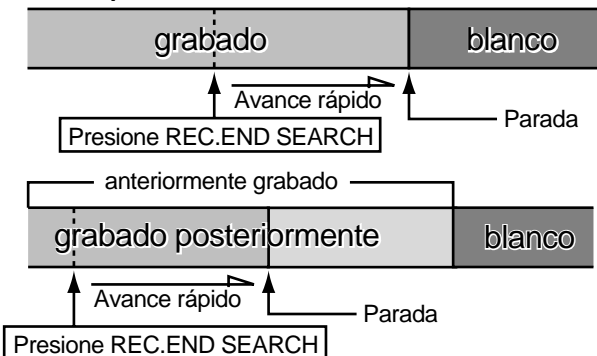 grabado blanco
Avance rápido
Parada
Presione REC.END SEARCH
anteriormente grabado
grabado posteriormente blanco
Avance rápido
Parada
Presione REC.END SEARCH